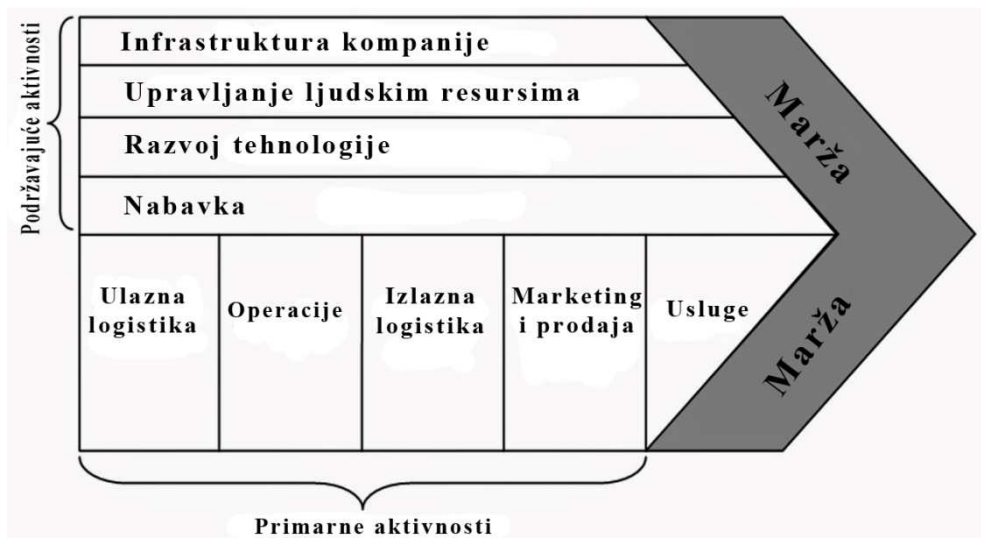 Podržavajuće aktivnosti
Infrastruktura kompanije
Upravljanje ljudskim resursima
Razvoj tehnologije
Nabavka
Marža
Ulazna
logistika
Operacije
Izlazna
logistika
Marketing
i prodaja
Usluge
Marža
Primarne aktivnosti